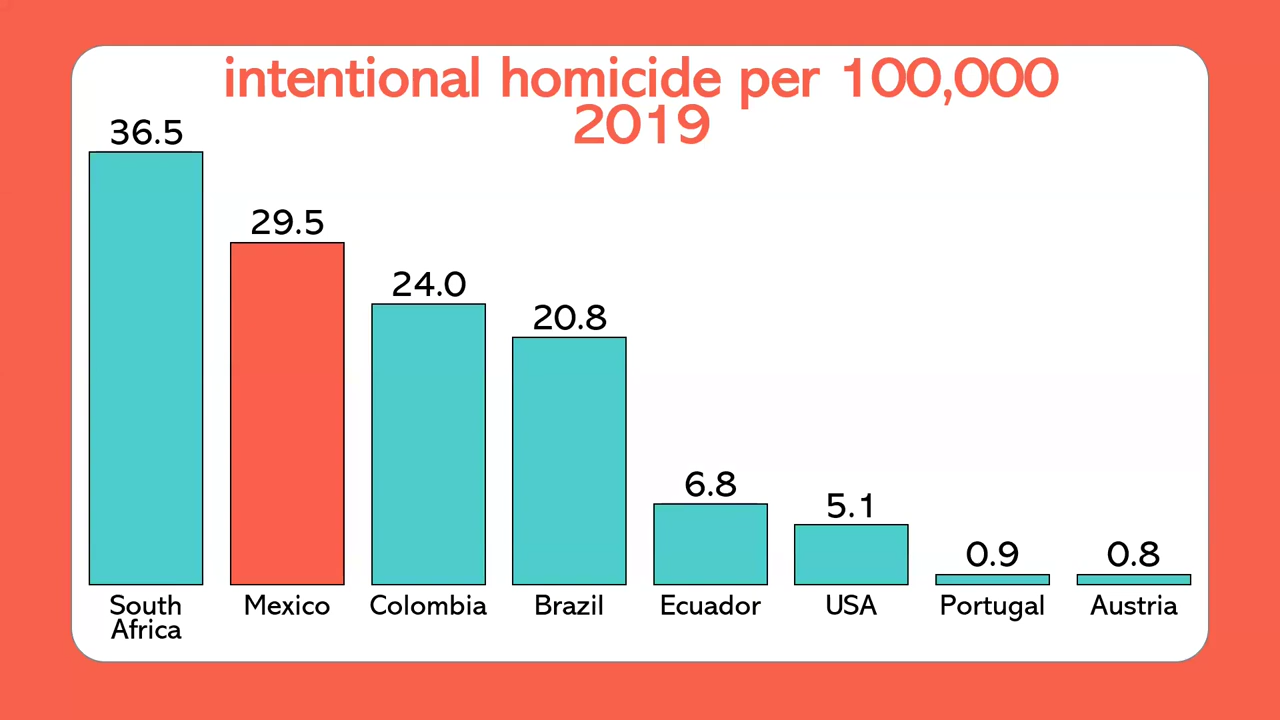 intentional homicide per 100,000
2019
36.5
29.5
24.0
20.8
6.8
5.1
0.9
0.8
South
Africa
Mexico
Colombia
Brazil
Ecuador
USA
Portugal
Austria